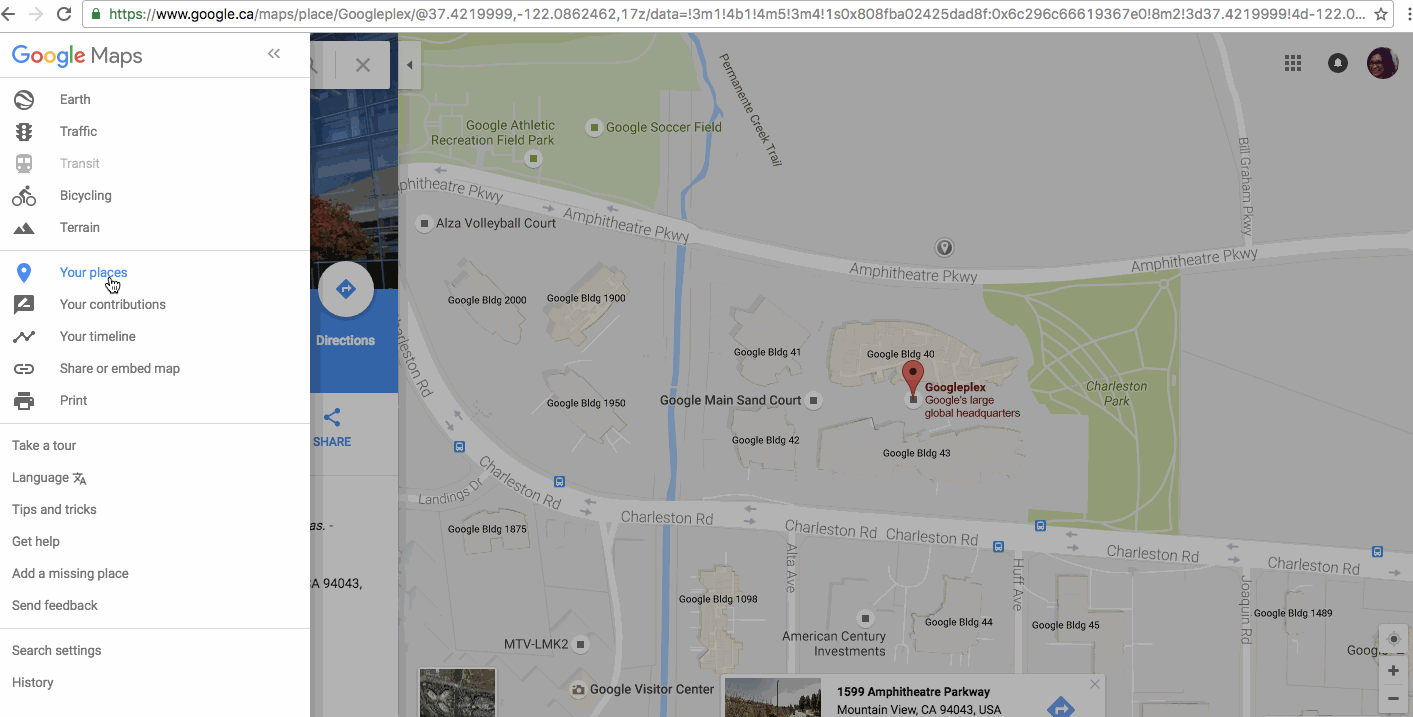 https://www.google.ca/maps/place/Googleplex/@37.4219999,-122.0862462,17z/data=!3m1!4b1!4m5!3m4!1s0x808fba02425dad8f:0x6c296c66619367e0!8m2!3d37.4219999!4d-122.0...
Google Maps
Earth
Traffic
Transit
Bicycling
Terrain
Your places
Your contributions
Your timeline
Share or embed map
Print
Take a tour
Language
Tips and tricks
Get help
Add a missing place
Send feedback
Search settings
History
Directions
SHARE
as. -
CA 94043,
Permanente Creek Trail
Google Athletic
Recreation Field Park
Google Soccer Field
Bill Graham Pkwy
phitheatre Pkwy
Amphitheatre Pkwy
Alza Volleyball Court
Amphitheatre Pkwy
Amphitheatre Pkwy
Google Bldg 2000
Google Bldg 1900
Charleston Rd
Google Bldg 41
Google Bldg 40
Googleplex
Google's large
global headquarters
Charleston
Park
Google Bldg 1950
Google Main Sand Court
Google Bldg 42
Google Bldg 43
Landings Dr
Charleston Rd
Charleston Rd
Charleston Rd
Charleston Rd
Charleston Rd
Charleston Rd
Google Bldg 1875
Alta Ave
Huff Ave
Joaquin Rd
Google Bldg 1098
Google Bldg 44
Google Bldg 45
Google Bldg 1489
MTV-LMK2
American Century
Investments
Goog
Google Visitor Center
1599 Amphitheatre Parkway
Mountain View, CA 94043, USA